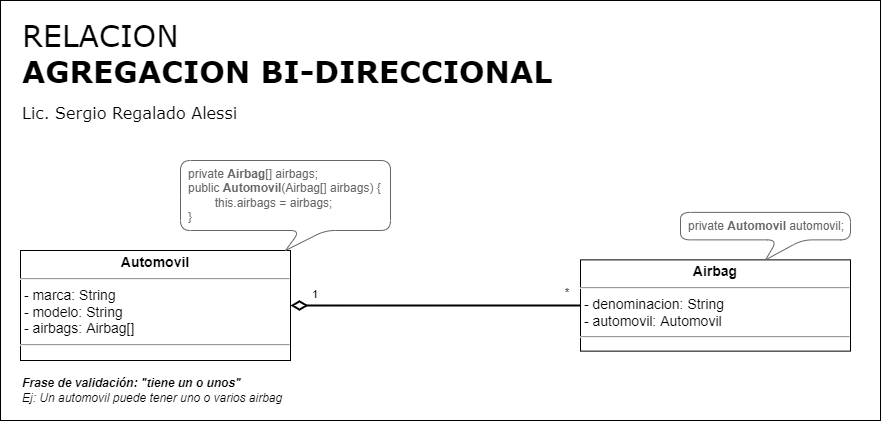 RELACION
AGREGACION BI-DIRECCIONAL
Lic. Sergio Regalado Alessi
private Airbag[] airbags;
public Automovil(Airbag[] airbags) {
this.airbags = airbags;
}
private Automovil automovil;
Automovil
- marca: String
- modelo: String
- airbags: Airbag[]
1
*
Airbag
- denominacion: String
- automovil: Automovil
Frase de validación: "tiene un o unos"
Ej: Un automovil puede tener uno o varios airbag